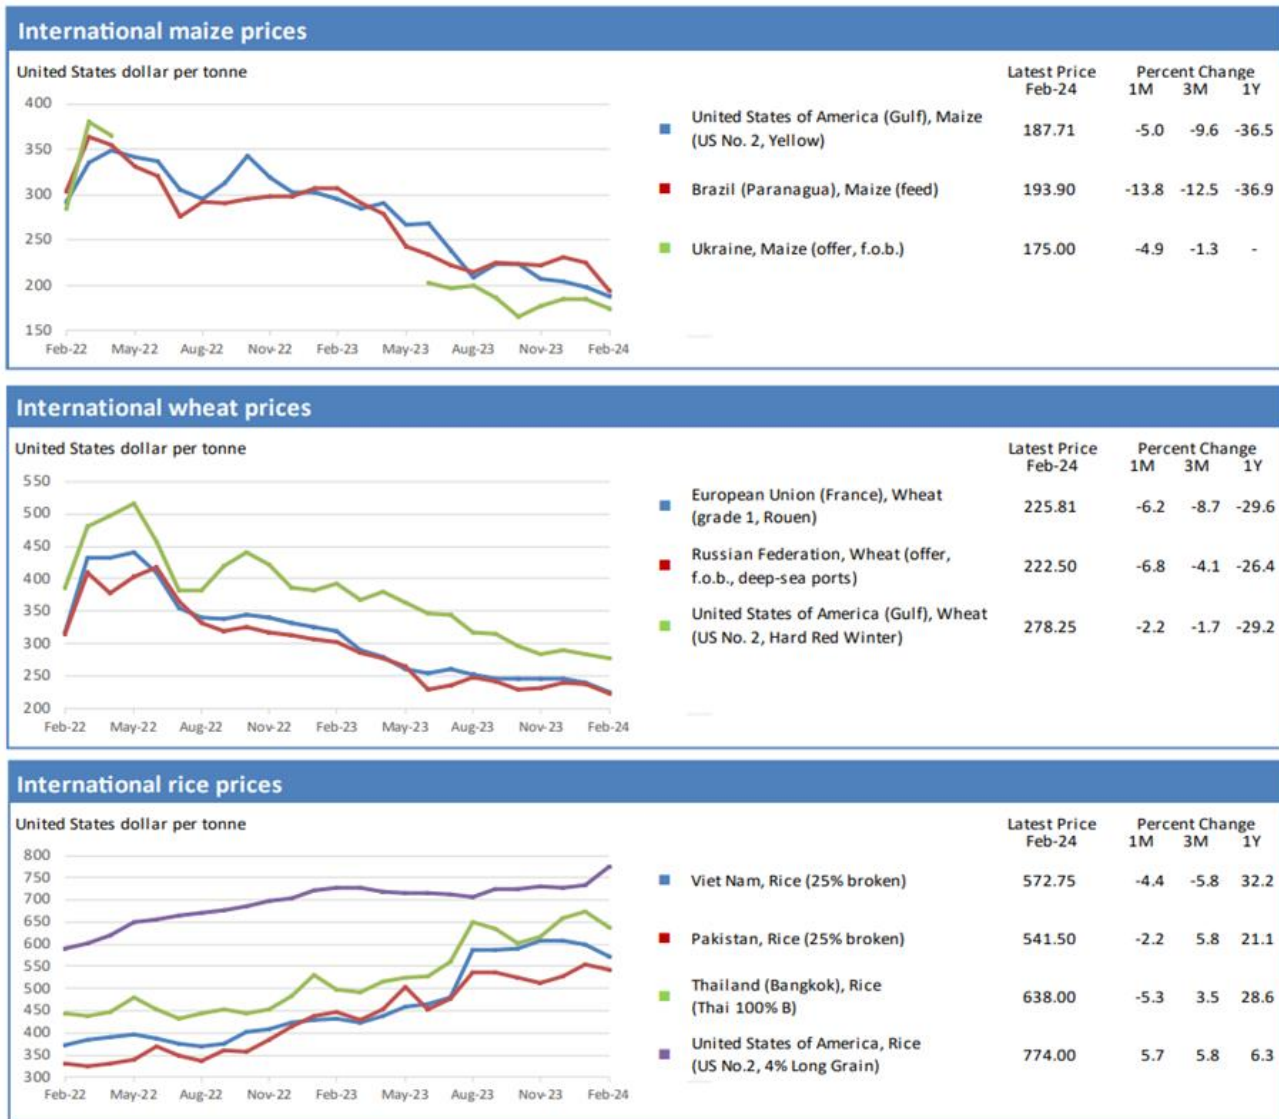 International maize prices
United States dollar per tonne
Latest Price Percent Change
Feb-24 1M 3M 1Y
400
350
300
250
200
150
Feb-22 May-22 Aug-22 Nov-22 Feb-23 May-23 Aug-23 Nov-23 Feb-24
United States of America (Gulf), Maize
(US No. 2, Yellow)
187.71 -5.0 -9.6 -36.5
Brazil (Paranagua), Maize (feed) 193.90 -13.8 -12.5 -36.9
Ukraine, Maize (offer, f.o.b.) 175.00 -4.9 -1.3 -
International wheat prices
United States dollar per tonne
Latest Price Percent Change
Feb-24 1M 3M 1Y
550
500
450
400
350
300
250
200
Feb-22 May-22 Aug-22 Nov-22 Feb-23 May-23 Aug-23 Nov-23 Feb-24
European Union (France), Wheat
(grade 1, Rouen)
225.81 -6.2 -8.7 -29.6
Russian Federation, Wheat (offer,
f.o.b., deep-sea ports)
222.50 -6.8 -4.1 -26.4
United States of America (Gulf), Wheat
(US No. 2, Hard Red Winter)
278.25 -2.2 -1.7 -29.2
International rice prices
United States dollar per tonne
Latest Price Percent Change
Feb-24 1M 3M 1Y
800
750
700
650
600
550
500
450
400
350
300
Feb-22 May-22 Aug-22 Nov-22 Feb-23 May-23 Aug-23 Nov-23 Feb-24
Viet Nam, Rice (25% broken) 572.75 -4.4 -5.8 32.2
Pakistan, Rice (25% broken) 541.50 -2.2 5.8 21.1
Thailand (Bangkok), Rice
(Thai 100% B)
638.00 -5.3 3.5 28.6
United States of America, Rice
(US No.2, 4% Long Grain)
774.00 5.7 5.8 6.3